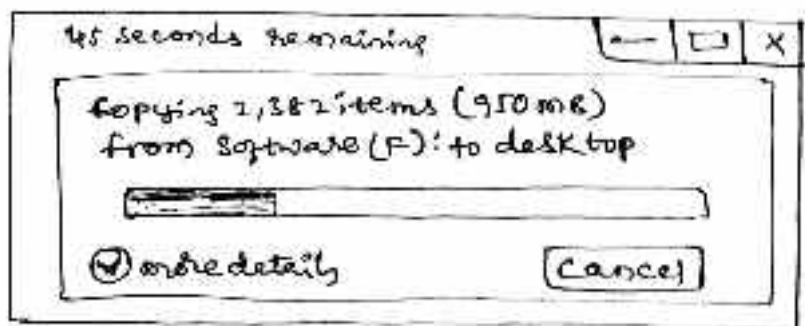 45 seconds remaining
Copying 2,382 items (950 MB)
from Software (F): to desktop
more details
Cancel